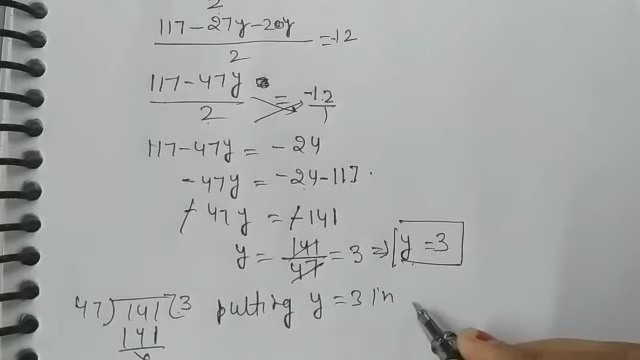 2
117-27y-20y/2 = -12
117-47y/2 = -12/1
117-47y = -24
-47y = -24-117.
-47y = -141
y = 141/47 = 3 ⇒ y = 3
47)141(3 putting y = 3 in
141
x